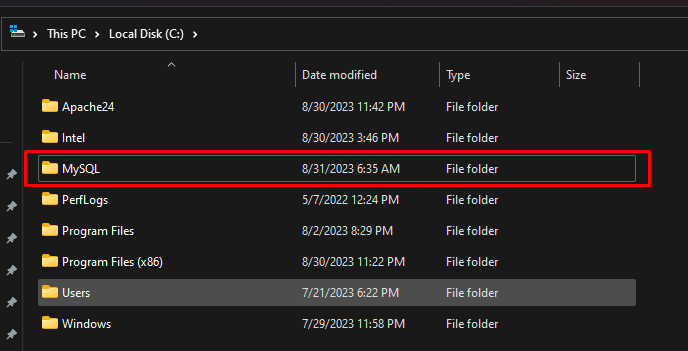 This PC > Local Disk (C:) >
Name Date modified Type Size
Apache24 8/30/2023 11:42 PM File folder
Intel 8/30/2023 3:46 PM File folder
MySQL 8/31/2023 6:35 AM File folder
PerfLogs 5/7/2022 12:24 PM File folder
Program Files 8/2/2023 8:29 PM File folder
Program Files (x86) 8/30/2023 11:22 PM File folder
Users 7/21/2023 6:22 PM File folder
Windows 7/29/2023 11:58 PM File folder